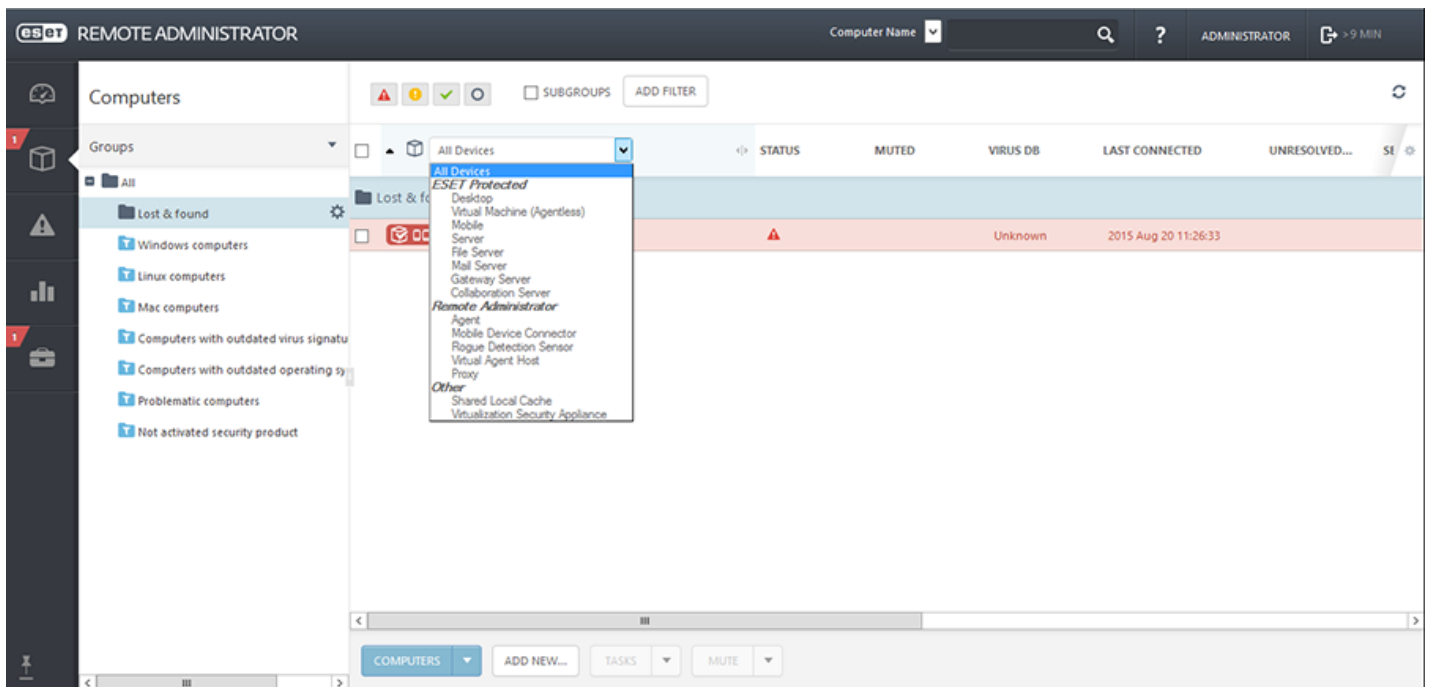 eseT REMOTE ADMINISTRATOR
Computer Name
?
ADMINISTRATOR
>9 MIN
Computers
SUBGROUPS
ADD FILTER
1
Groups
All Devices
STATUS
MUTED
VIRUS DB
LAST CONNECTED
UNRESOLVED...
All
Lost & found
Windows computers
Linux computers
Mac computers
Computers with outdated virus signatu
Computers with outdated operating sy
Problematic computers
Not activated security product
1
All Devices
ESET Protected
Desktop
Virtual Machine (Agentless)
Mobile
Server
File Server
Mail Server
Gateway Server
Collaboration Server
Remote Administrator
Agent
Mobile Device Connector
Rogue Detection Sensor
Virtual Agent Host
Proxy
Other
Shared Local Cache
Virtualization Security Appliance
Lost & fo
Unknown
2015 Aug 20 11:26:33
COMPUTERS
ADD NEW...
TASKS
MUTE